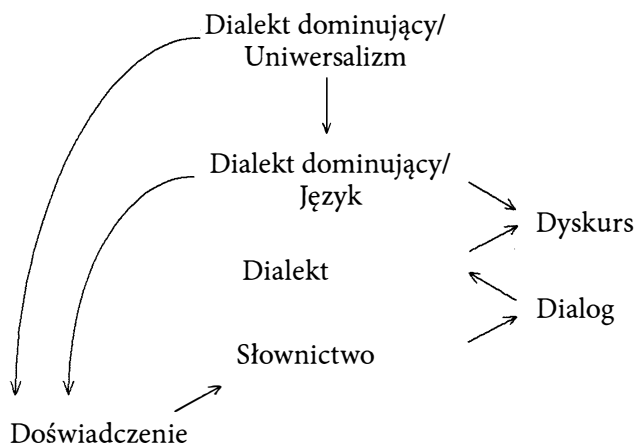 Dialekt dominujący/
Uniwersalizm
Dialekt dominujący/
Język
Dyskurs
Dialekt
Dialog
Słownictwo
Doświadczenie